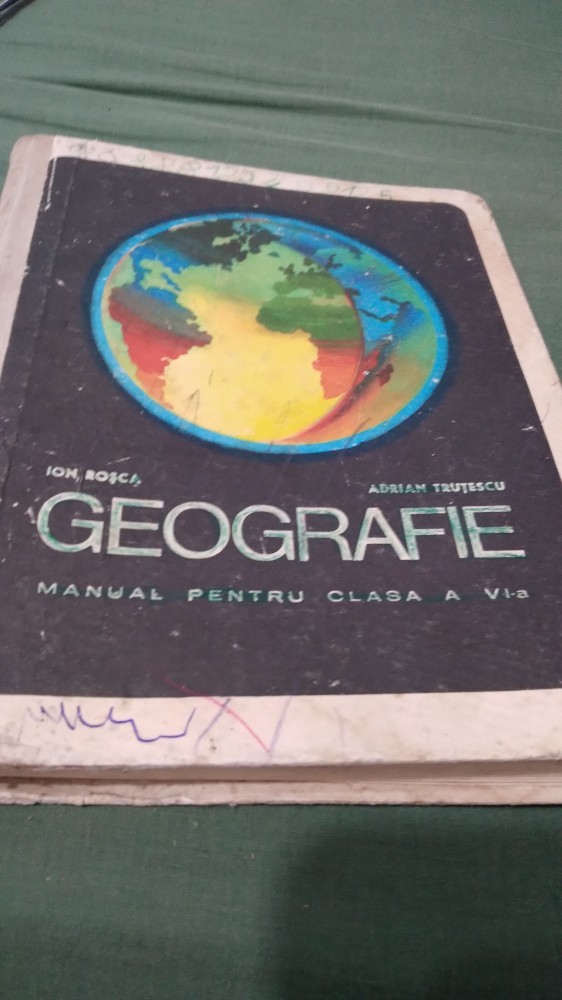 ION ROȘCA
ADRIAN TRUȚESCU
GEOGRAFIE
MANUAL PENTRU CLASA A VI-a